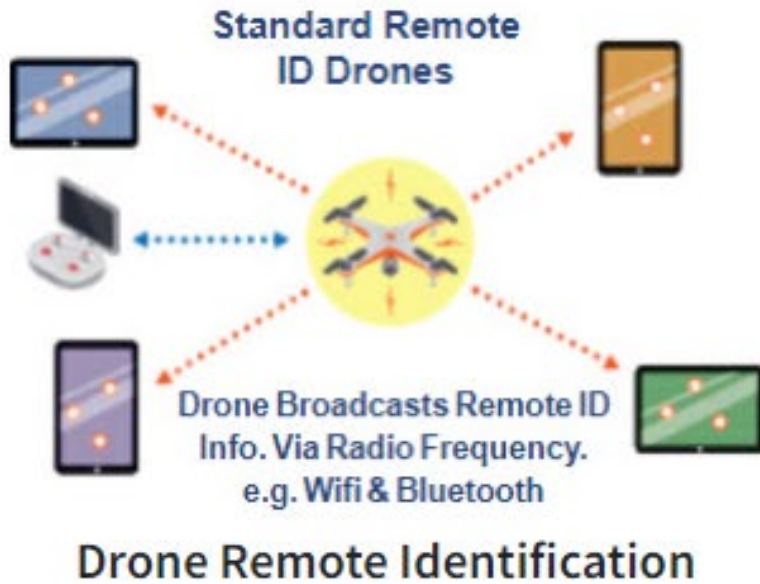 Standard Remote
ID Drones
Drone Broadcasts Remote ID
Info. Via Radio Frequency.
e.g. Wifi & Bluetooth
Drone Remote Identification